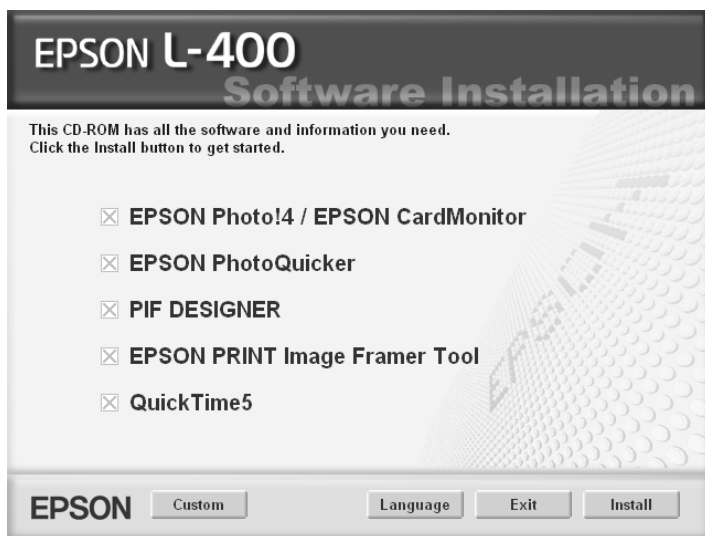 EPSON L-400
Software Installation
This CD-ROM has all the software and information you need.
Click the Install button to get started.
EPSON Photo!4 / EPSON CardMonitor
EPSON PhotoQuicker
PIF DESIGNER
EPSON PRINT Image Framer Tool
QuickTime5
EPSON
EPSON Custom Language Exit Install